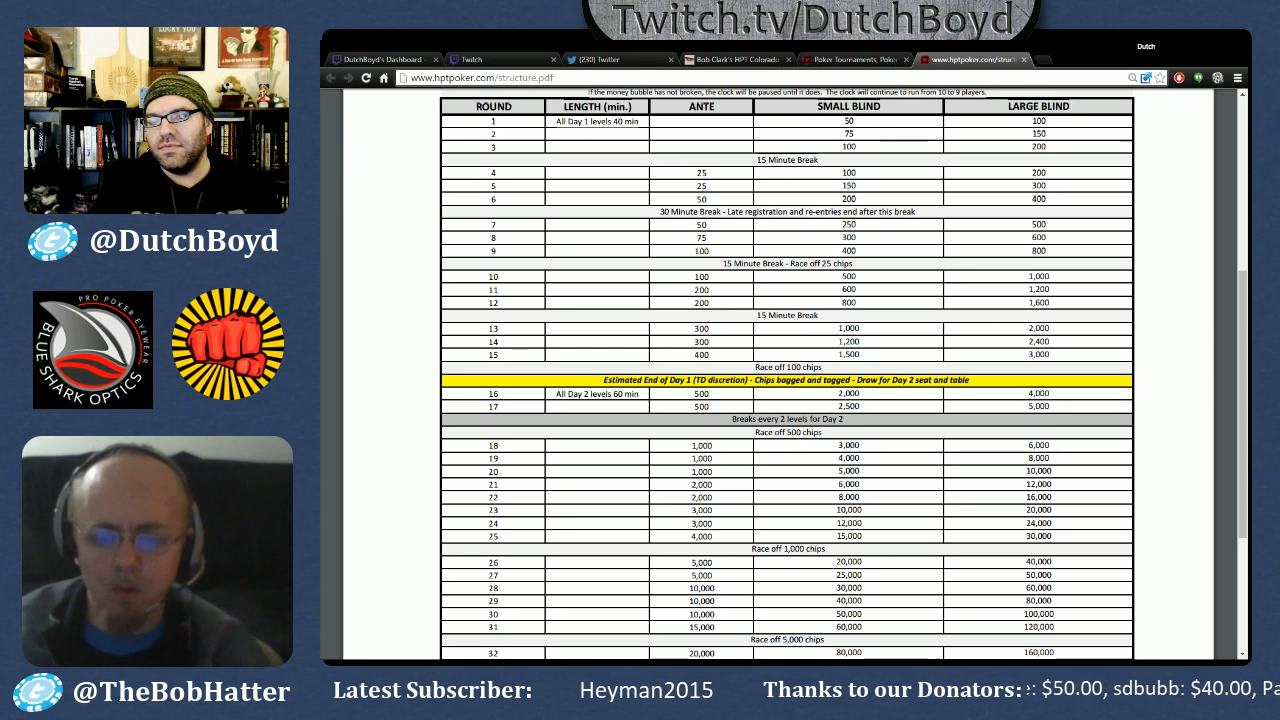 Twitch.tv/DutchBoyd
Dutch
DutchBoyd's Dashboard
Twitch
(230) Twitter
Bob Clark's HPT Colorado
Poker Tournaments, Poker
www.hptpoker.com/struct
www.hptpoker.com/structure.pdf
If the money bubble has not broken, the clock will be paused until it does. The clock will continue to run from 10 to 9 players.
ROUND LENGTH (min.) ANTE SMALL BLIND LARGE BLIND
1 All Day 1 levels 40 min 50 100
2 75 150
3 100 200
15 Minute Break
4 25 100 200
5 25 150 300
6 50 200 400
30 Minute Break - Late registration and re-entries end after this break
7 50 250 500
8 75 300 600
9 100 400 800
15 Minute Break - Race off 25 chips
10 100 500 1,000
11 200 600 1,200
12 200 800 1,600
15 Minute Break
13 300 1,000 2,000
14 300 1,200 2,400
15 400 1,500 3,000
Race off 100 chips
Estimated End of Day 1 (TD discretion) - Chips bagged and tagged - Draw for Day 2 seat and table
16 All Day 2 levels 60 min 500 2,000 4,000
17 500 2,500 5,000
Breaks every 2 levels for Day 2
Race off 500 chips
18 1,000 3,000 6,000
19 1,000 4,000 8,000
20 1,000 5,000 10,000
21 2,000 6,000 12,000
22 2,000 8,000 16,000
23 3,000 10,000 20,000
24 3,000 12,000 24,000
25 4,000 15,000 30,000
Race off 1,000 chips
26 5,000 20,000 40,000
27 5,000 25,000 50,000
28 10,000 30,000 60,000
29 10,000 40,000 80,000
30 10,000 50,000 100,000
31 15,000 60,000 120,000
Race off 5,000 chips
32 20,000 80,000 160,000
LUCKY YOU
@DutchBoyd
PRO POKER EYEWEAR
BLUE SHARK OPTICS
@TheBobHatter
Latest Subscriber: Heyman2015 Thanks to our Donators: : $50.00, sdbubb: $40.00, Pa